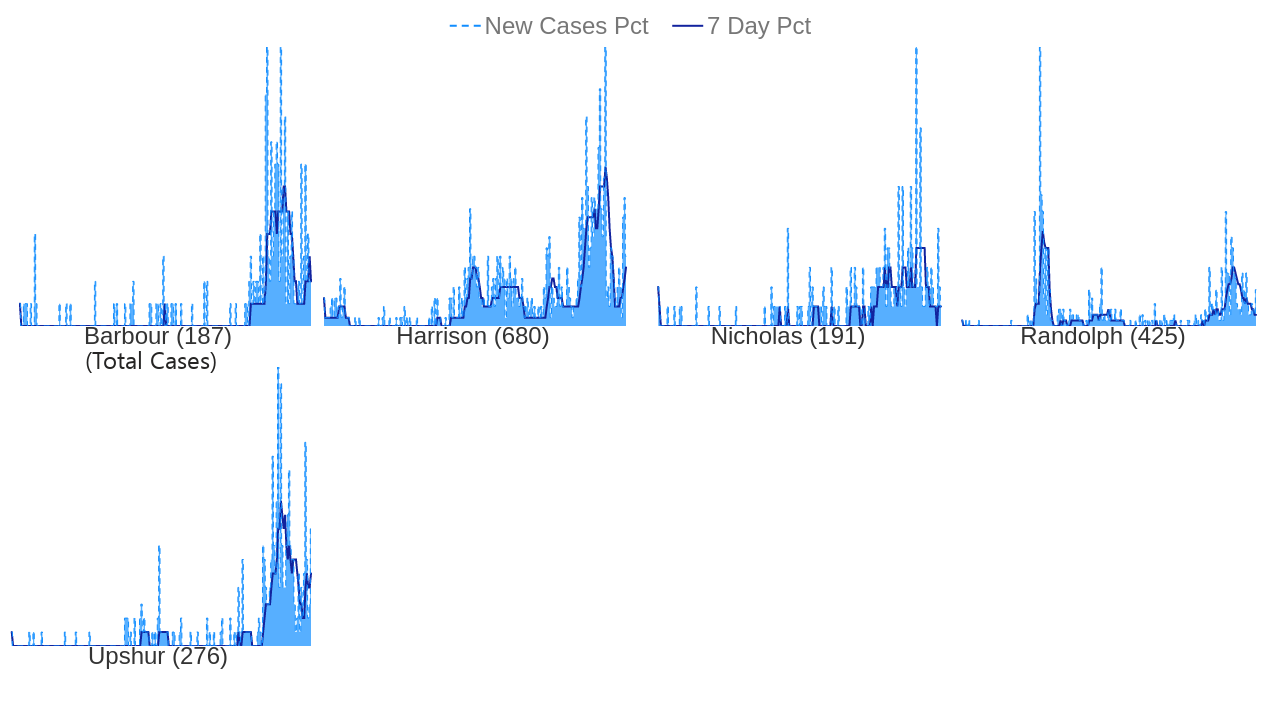 New Cases Pct 7 Day Pct
Barbour (187) Harrison (680) Nicholas (191) Randolph (425)
(Total Cases)
Upshur (276)